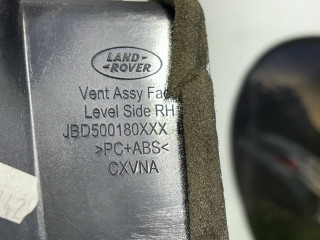 LAND-
ROVER
Vent Assy Fac
Level Side RH
JBD500180XXX
>PC+ABS<
CXVNA